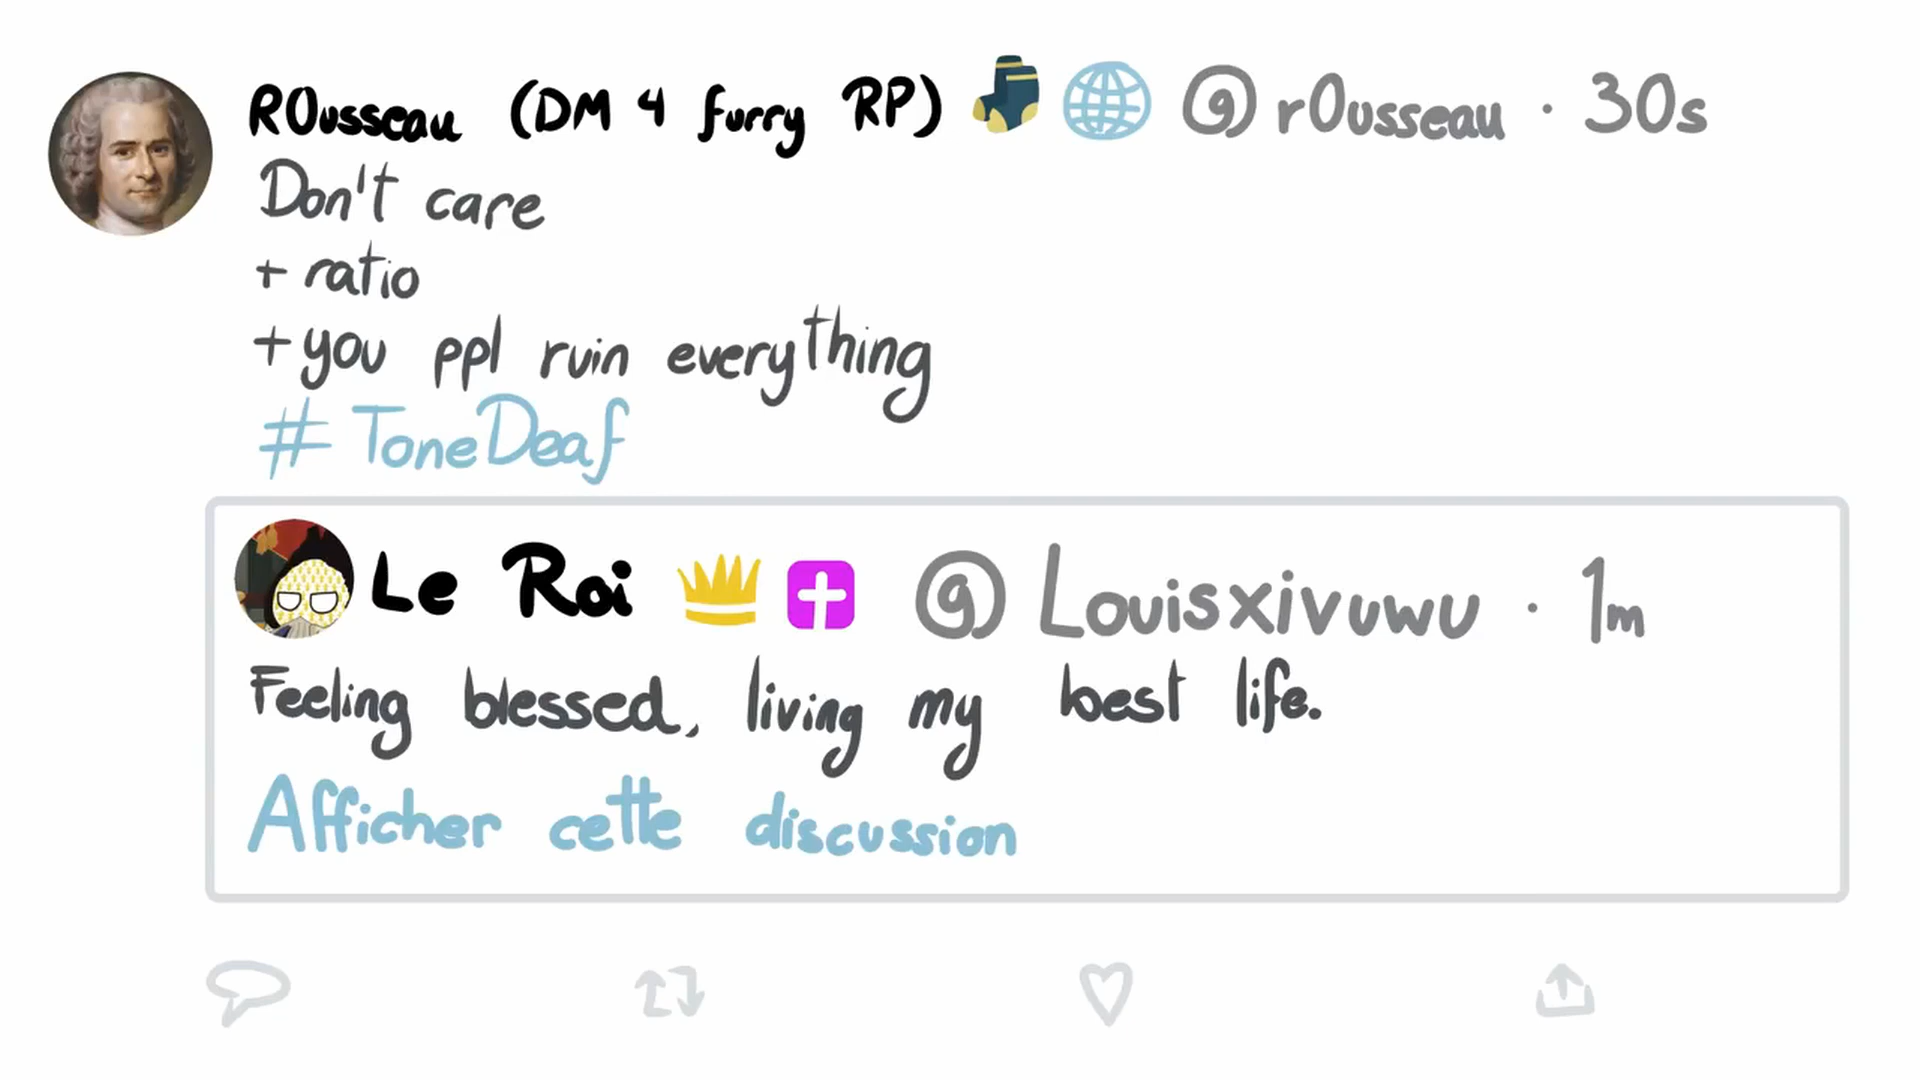 R0usseau (DM 4 furry RP) 🧦🌐 @r0usseau · 30s
Don't care
+ ratio
+you ppl ruin everything
#ToneDeaf
Le Roi 👑✝️ @Louisxivuwu · 1m
Feeling blessed, living my best life.
Afficher cette discussion